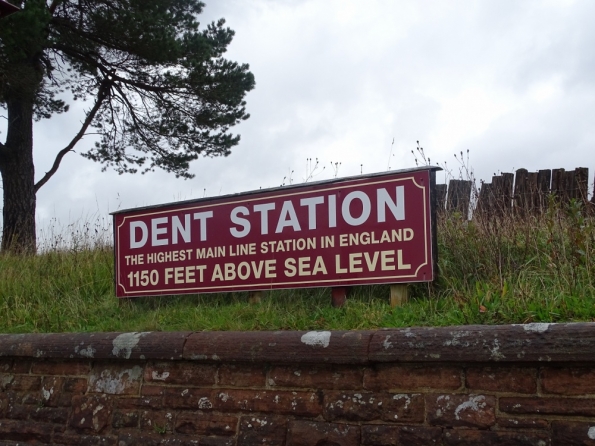 DENT STATION
THE HIGHEST MAIN LINE STATION IN ENGLAND
1150 FEET ABOVE SEA LEVEL